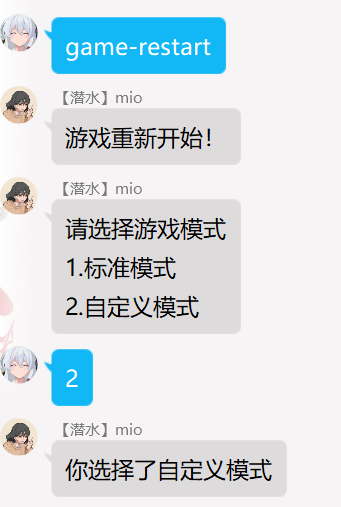 game-restart
【潜水】mio
游戏重新开始！
【潜水】mio
请选择游戏模式
1.标准模式
2.自定义模式
2
【潜水】mio
你选择了自定义模式